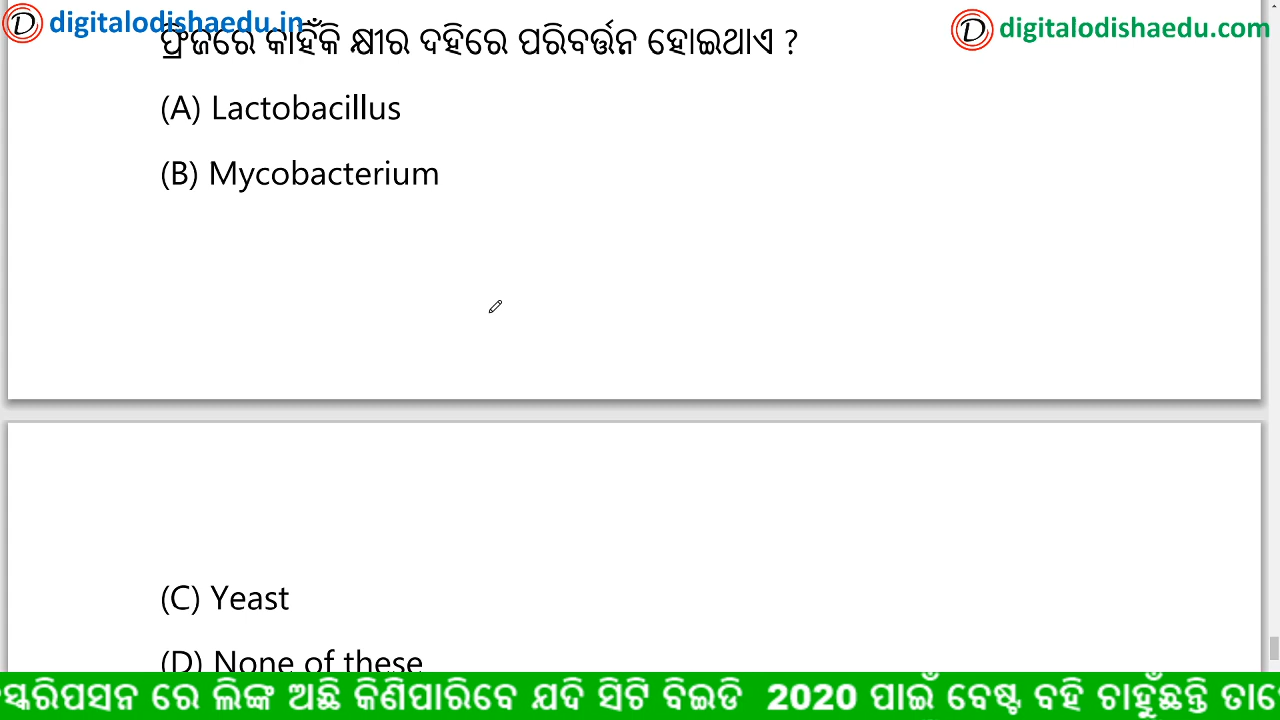 digitalodishaedu.in
digitalodishaedu.com
ଫ୍ରିଜରେ କାହିଁକି କ୍ଷୀର ଦହିରେ ପରିବର୍ତ୍ତନ ହୋଇଥାଏ ?
(A) Lactobacillus
(B) Mycobacterium
(C) Yeast
(D) None of these
ସ୍କରିପସନ ରେ ଲିଙ୍କ ଅଛି କିଣିପାରିବେ ଯଦି ସିଟି ବିଇଡି 2020 ପାଇଁ ବେଷ୍ଟ ବହି ଚାହୁଁଛନ୍ତି